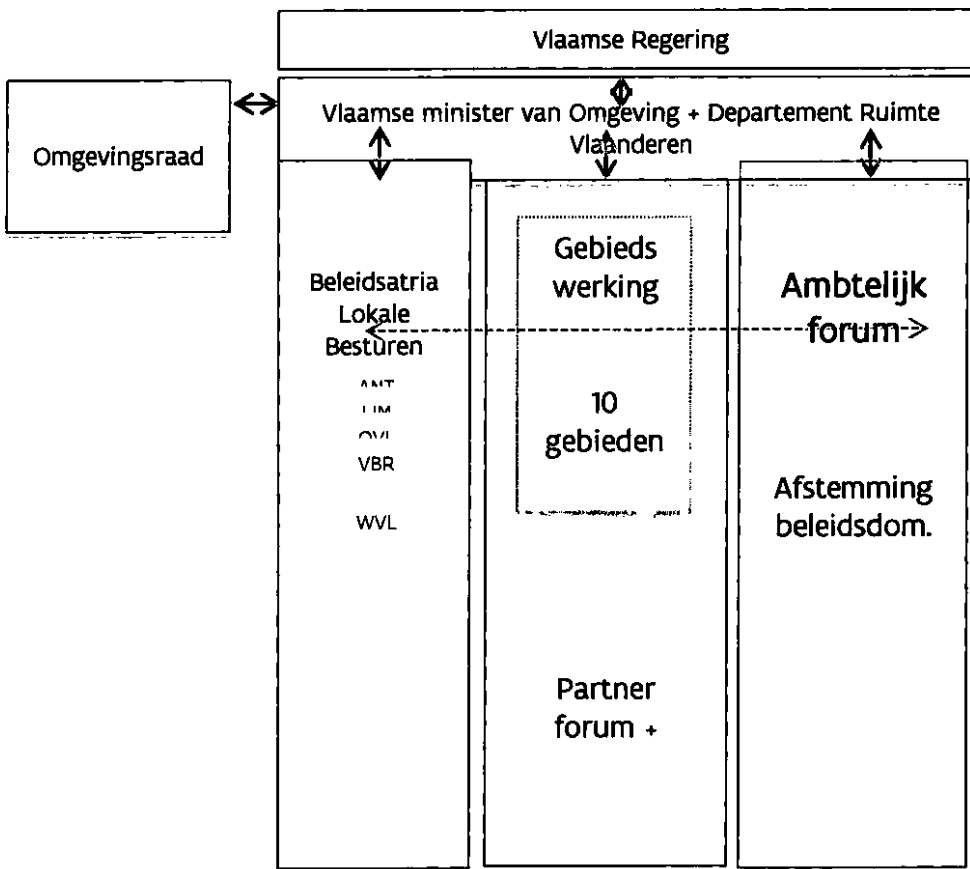 Vlaamse Regering
Vlaamse minister van Omgeving + Departement Ruimte
Vlaanderen
Omgevingsraad
Beleidsatria
Lokale
Besturen
VBR
WVL
Gebieds
werking
10
gebieden
Partner
forum +
Ambtelijk
forum
Afstemming
beleidsdom.